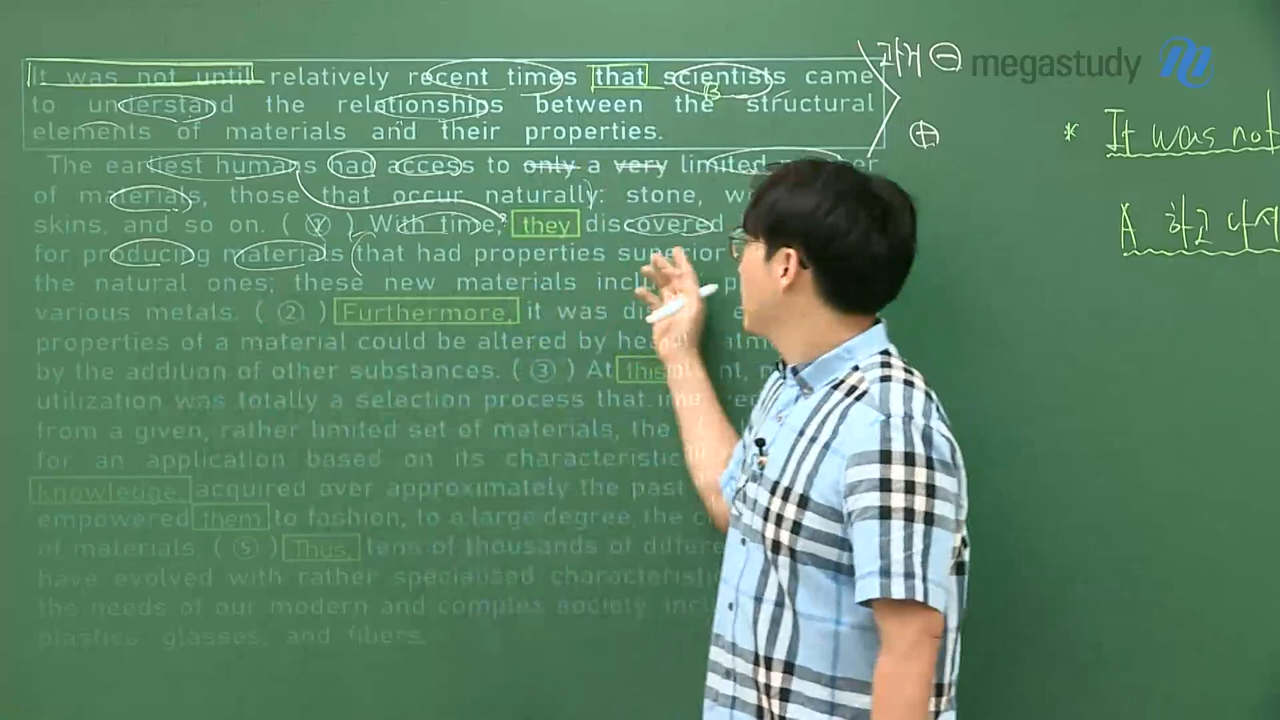 It was not until relatively recent times that scientists came
to understand the relationships between the structural
elements of materials and their properties.
The earliest humans had access to only a very limited
of materials, those that occur naturally: stone,
skins, and so on. ( ① ) With time, they discovered
for producing materials that had properties superior
the natural ones; these new materials
various metals. ( ② ) Furthermore, it was
properties of a material could be altered by
by the addition of other substances. ( ③ ) At this
utilization was totally a selection process that
from a given, rather limited set of materials, the
for an application based on its
knowledge, acquired over approximately the past
empowered them to fashion, to a large degree, the
of materials. ( ⑤ ) Thus, tens of thousands of
have evolved with rather specialized
the needs of our modern and complex society,
plastics, glasses, and fibers.
과거 ⊖
⊕
megastudy
* It was not
A 하고 나서
B